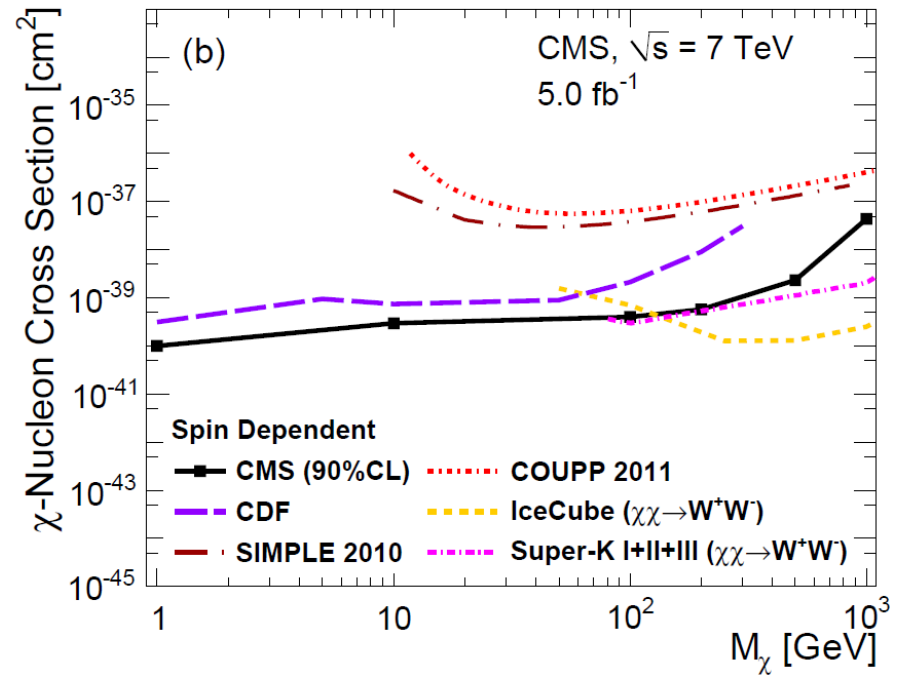 (b)
CMS, √s = 7 TeV
5.0 fb⁻¹
χ-Nucleon Cross Section [cm²]
10⁻³⁵
10⁻³⁷
10⁻³⁹
10⁻⁴¹
10⁻⁴³
10⁻⁴⁵
Spin Dependent
CMS (90%CL)
CDF
SIMPLE 2010
COUPP 2011
IceCube (χχ→W⁺W⁻)
Super-K I+II+III (χχ→W⁺W⁻)
1 10 10² 10³
Mχ [GeV]